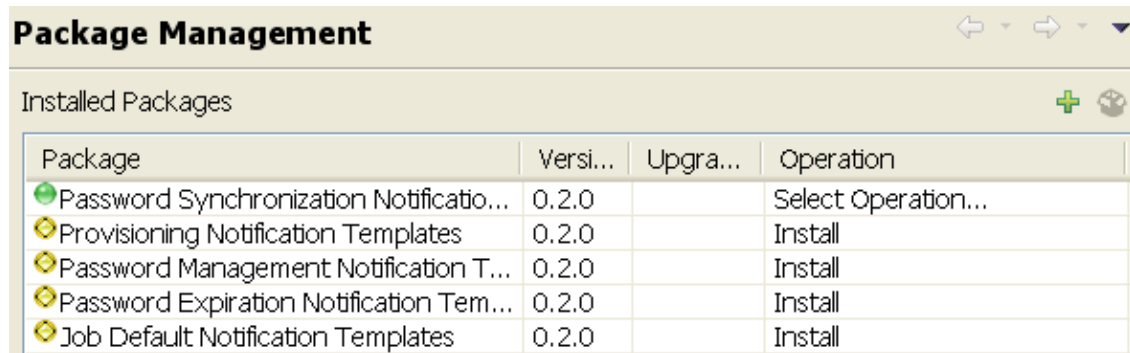 Package Management
Installed Packages
Package Versi... Upgra... Operation
Password Synchronization Notificatio... 0.2.0 Select Operation...
Provisioning Notification Templates 0.2.0 Install
Password Management Notification T... 0.2.0 Install
Password Expiration Notification Tem... 0.2.0 Install
Job Default Notification Templates 0.2.0 Install